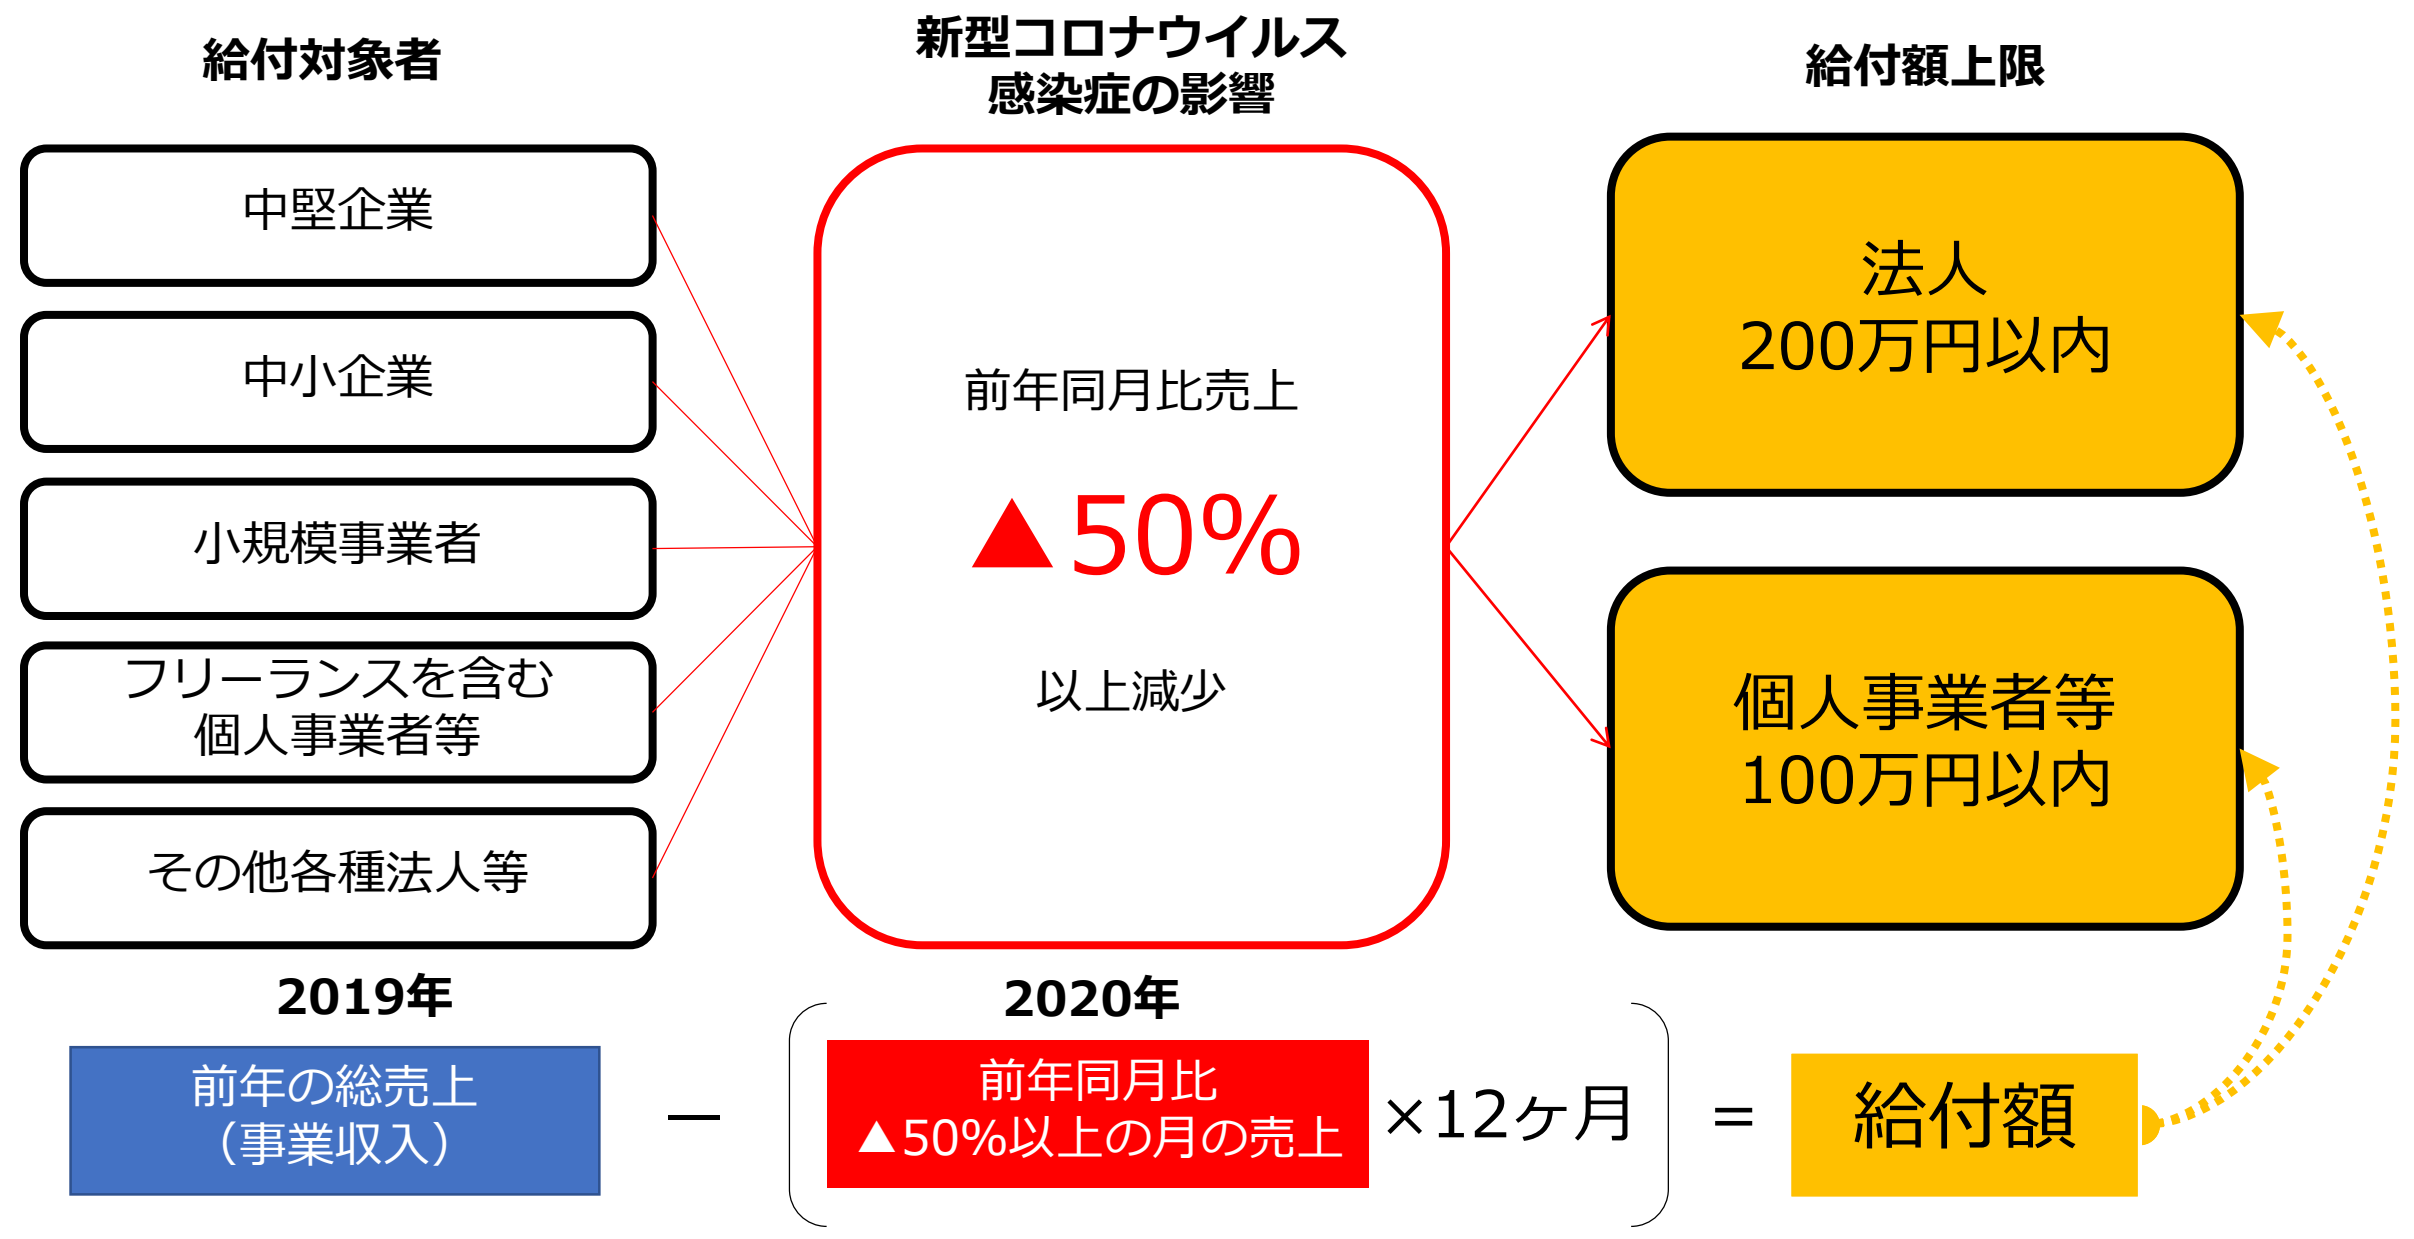 給付対象者
新型コロナウイルス
感染症の影響
給付額上限
中堅企業
中小企業
小規模事業者
フリーランスを含む
個人事業者等
その他各種法人等
前年同月比売上
▲50%
以上減少
法人
200万円以内
個人事業者等
100万円以内
2019年
前年の総売上
（事業収入）
－
2020年
前年同月比
▲50%以上の月の売上
×12ヶ月
＝
給付額